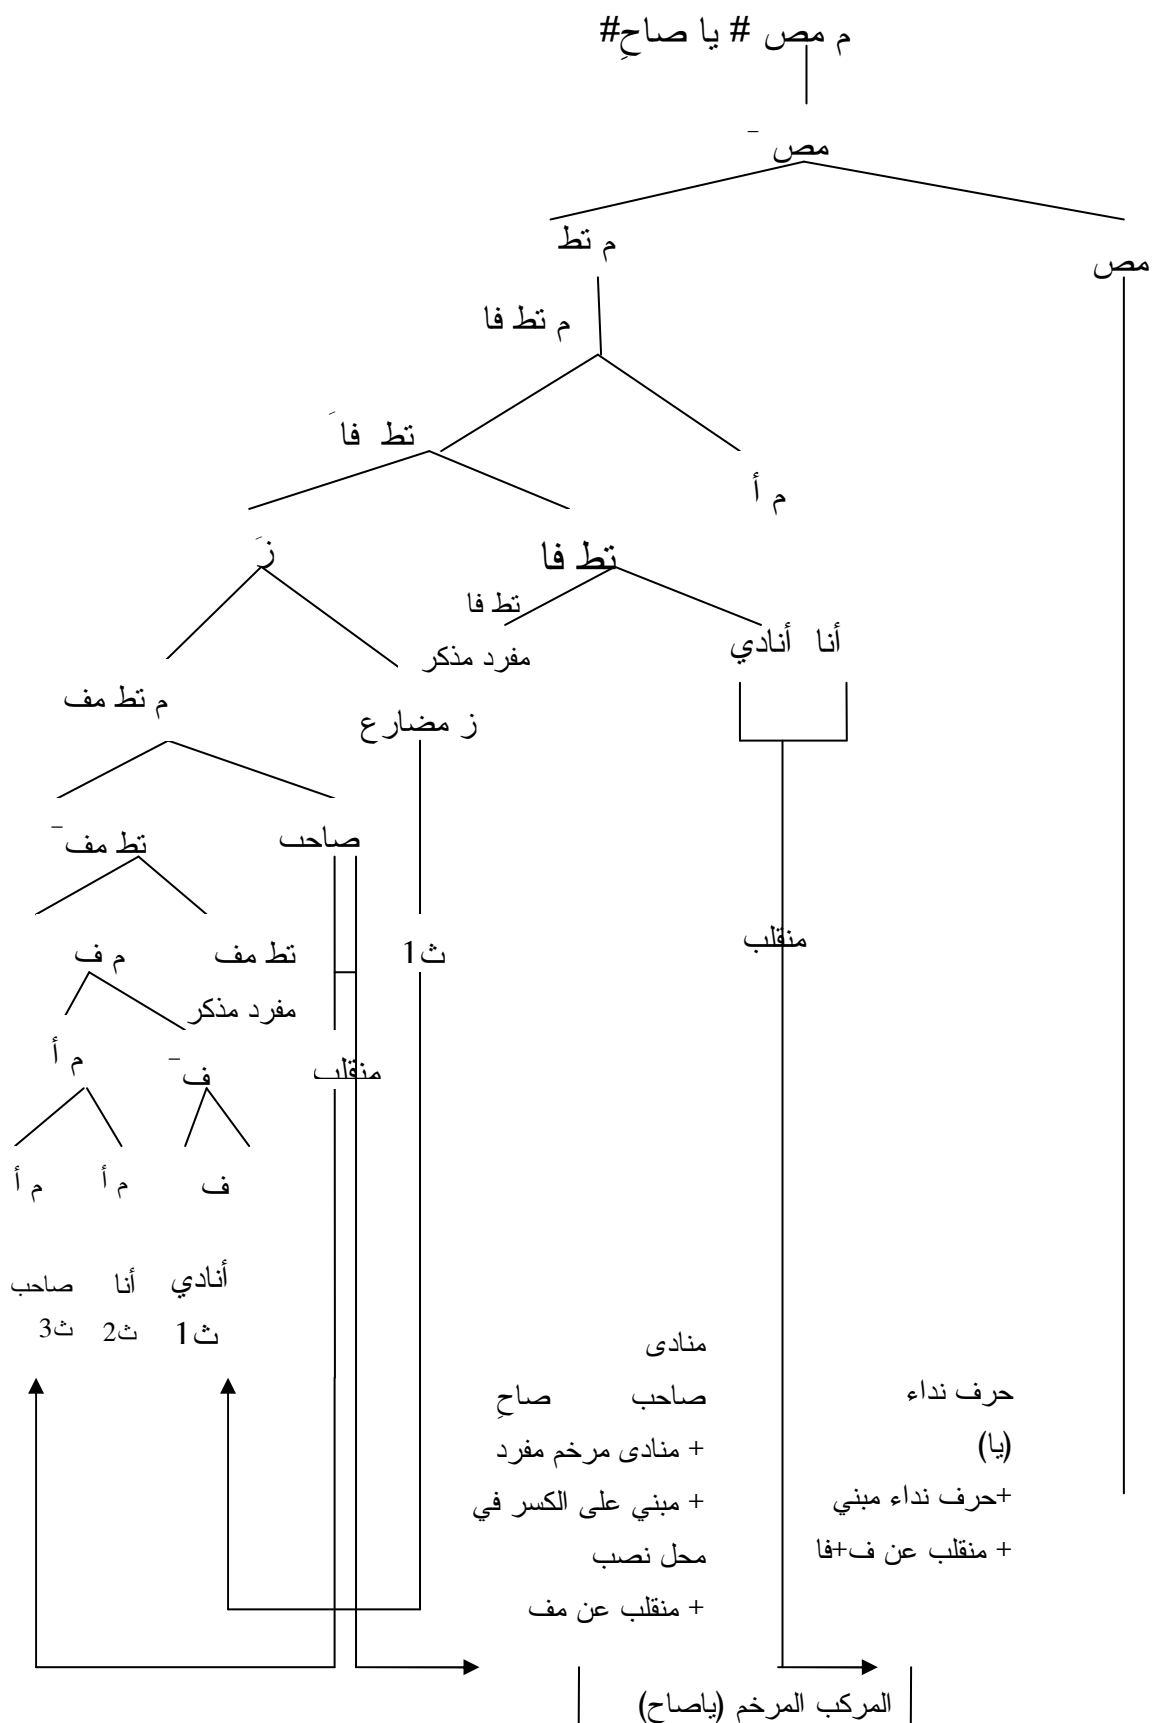 م مص # يا صاحِ#
مص ¯
م تط
مص
م تط فا
تط فاَ
م أ
زَ
تط فا
تط فا
أنا أنادي
مفرد مذكر
م تط مف
ز مضارع
صاحب
تط مف ¯
منقلب
ث1
تط مف
م ف
مفرد مذكر
م أ
ف ¯
منقلب
ف
م أ
م أ
أنادي
أنا
صاحب
ث1
ث2
ث3
حرف نداء
(يا)
+حرف نداء مبني
+ منقلب عن ف+فا
منادى
صاحب صاحِ
+ منادى مرخم مفرد
+ مبني على الكسر في
محل نصب
+ منقلب عن مف
المركب المرخم (ياصاح)